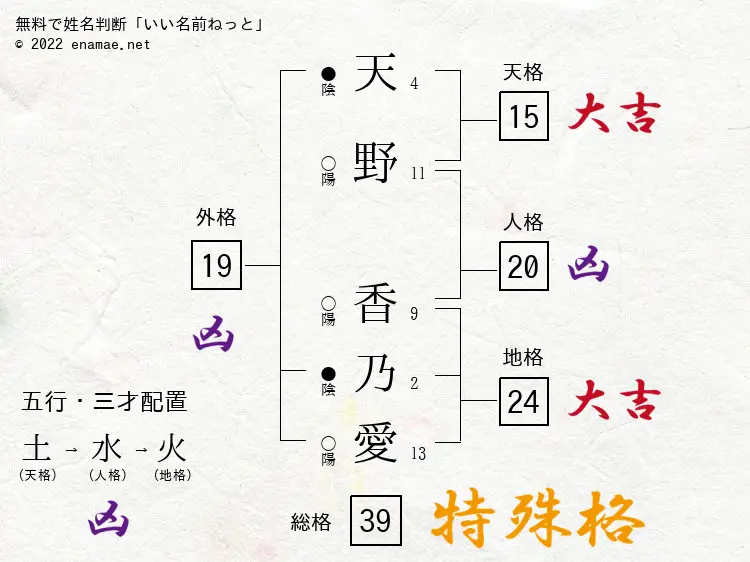 無料で姓名判断「いい名前ねっと」
© 2022 enamae.net
●陰 天 4
○陽 野 11
○陽 香 9
●陰 乃 2
○陽 愛 13
天格
15 大吉
人格
20 凶
地格
24 大吉
外格
19
凶
五行・三才配置
土 → 水 → 火
(天格) (人格) (地格)
凶
総格 39 特殊格